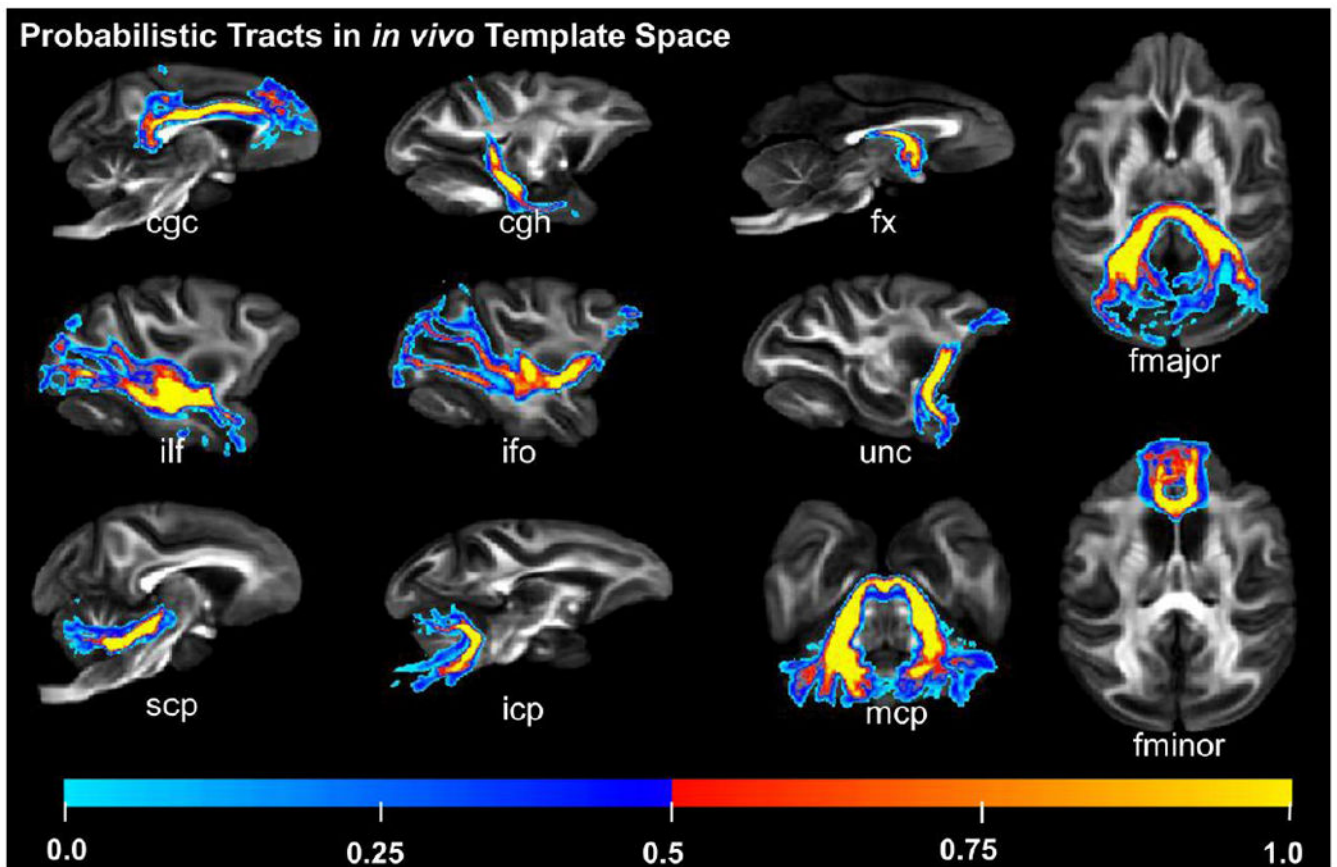 Probabilistic Tracts in in vivo Template Space
cgc
cgh
fx
fmajor
ilf
ifo
unc
scp
icp
mcp
fminor
0.0
0.25
0.5
0.75
1.0